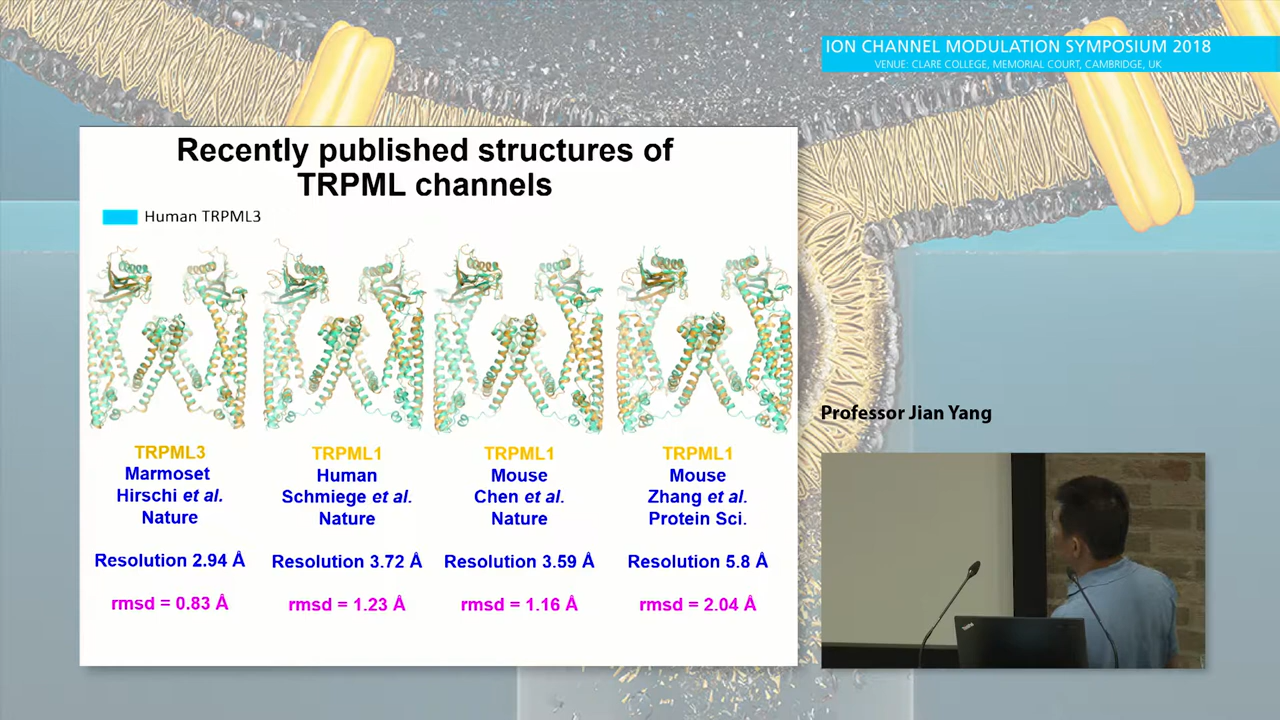 ION CHANNEL MODULATION SYMPOSIUM 2018
VENUE: CLARE COLLEGE, MEMORIAL COURT, CAMBRIDGE, UK
Recently published structures of
TRPML channels
Human TRPML3
TRPML3
Marmoset
Hirschi et al.
Nature
Resolution 2.94 Å
rmsd = 0.83 Å
TRPML1
Human
Schmiege et al.
Nature
Resolution 3.72 Å
rmsd = 1.23 Å
TRPML1
Mouse
Chen et al.
Nature
Resolution 3.59 Å
rmsd = 1.16 Å
TRPML1
Mouse
Zhang et al.
Protein Sci.
Resolution 5.8 Å
rmsd = 2.04 Å
Professor Jian Yang